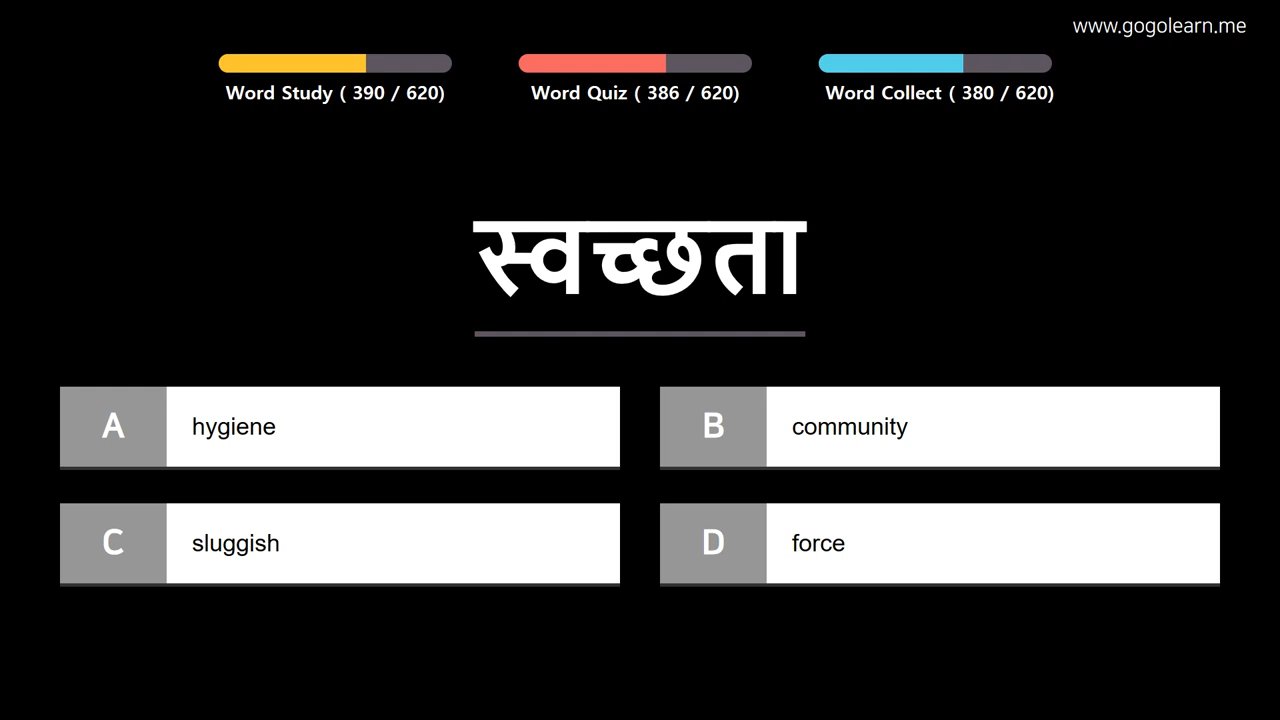 www.gogolearn.me
Word Study ( 390 / 620)
Word Quiz ( 386 / 620)
Word Collect ( 380 / 620)
स्वच्छता
A hygiene
B community
C sluggish
D force